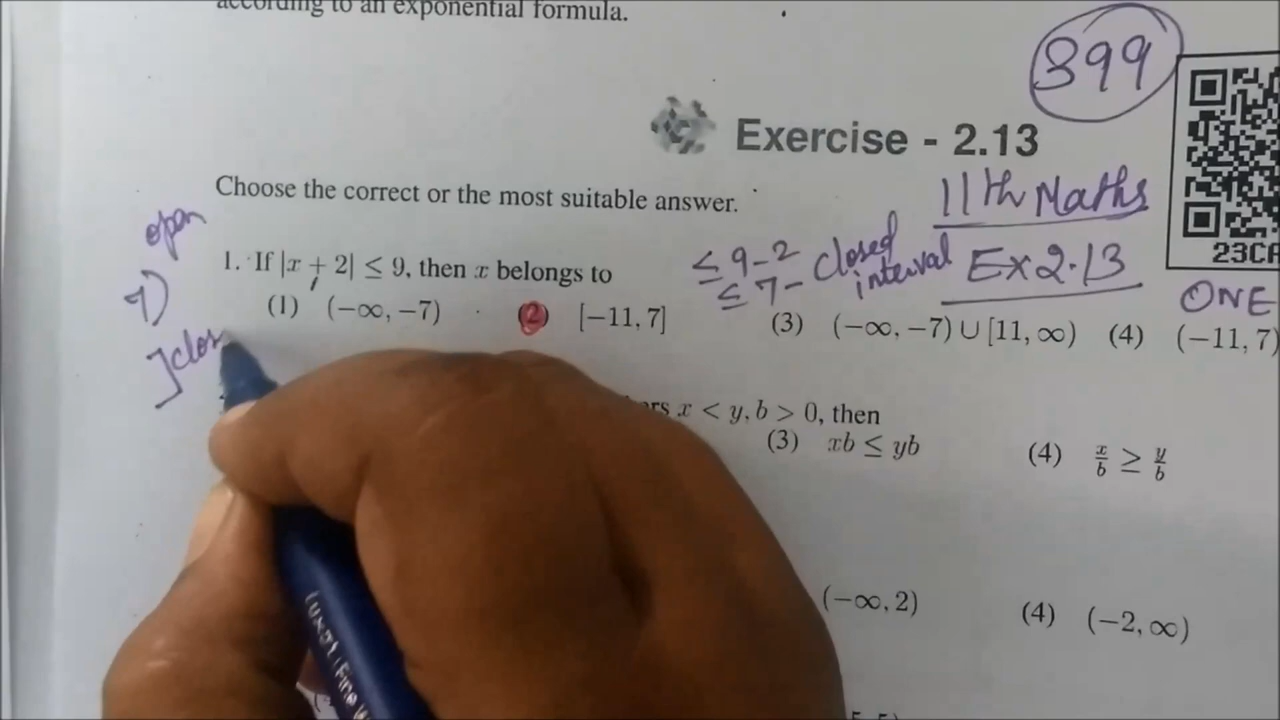 according to an exponential formula.
899
Exercise - 2.13
Choose the correct or the most suitable answer.
11th Maths
open
7)
]clos
1. If |x + 2| ≤ 9, then x belongs to
≤ 9-2
≤ 7-
closed
interval
Ex 2.13
23CA
ONE
(1) (−∞, −7) (2) [−11, 7] (3) (−∞, −7) ∪ [11, ∞) (4) (−11, 7)
x < y, b > 0, then
(3) xb ≤ yb (4) x/b ≥ y/b
(−∞, 2) (4) (−2, ∞)